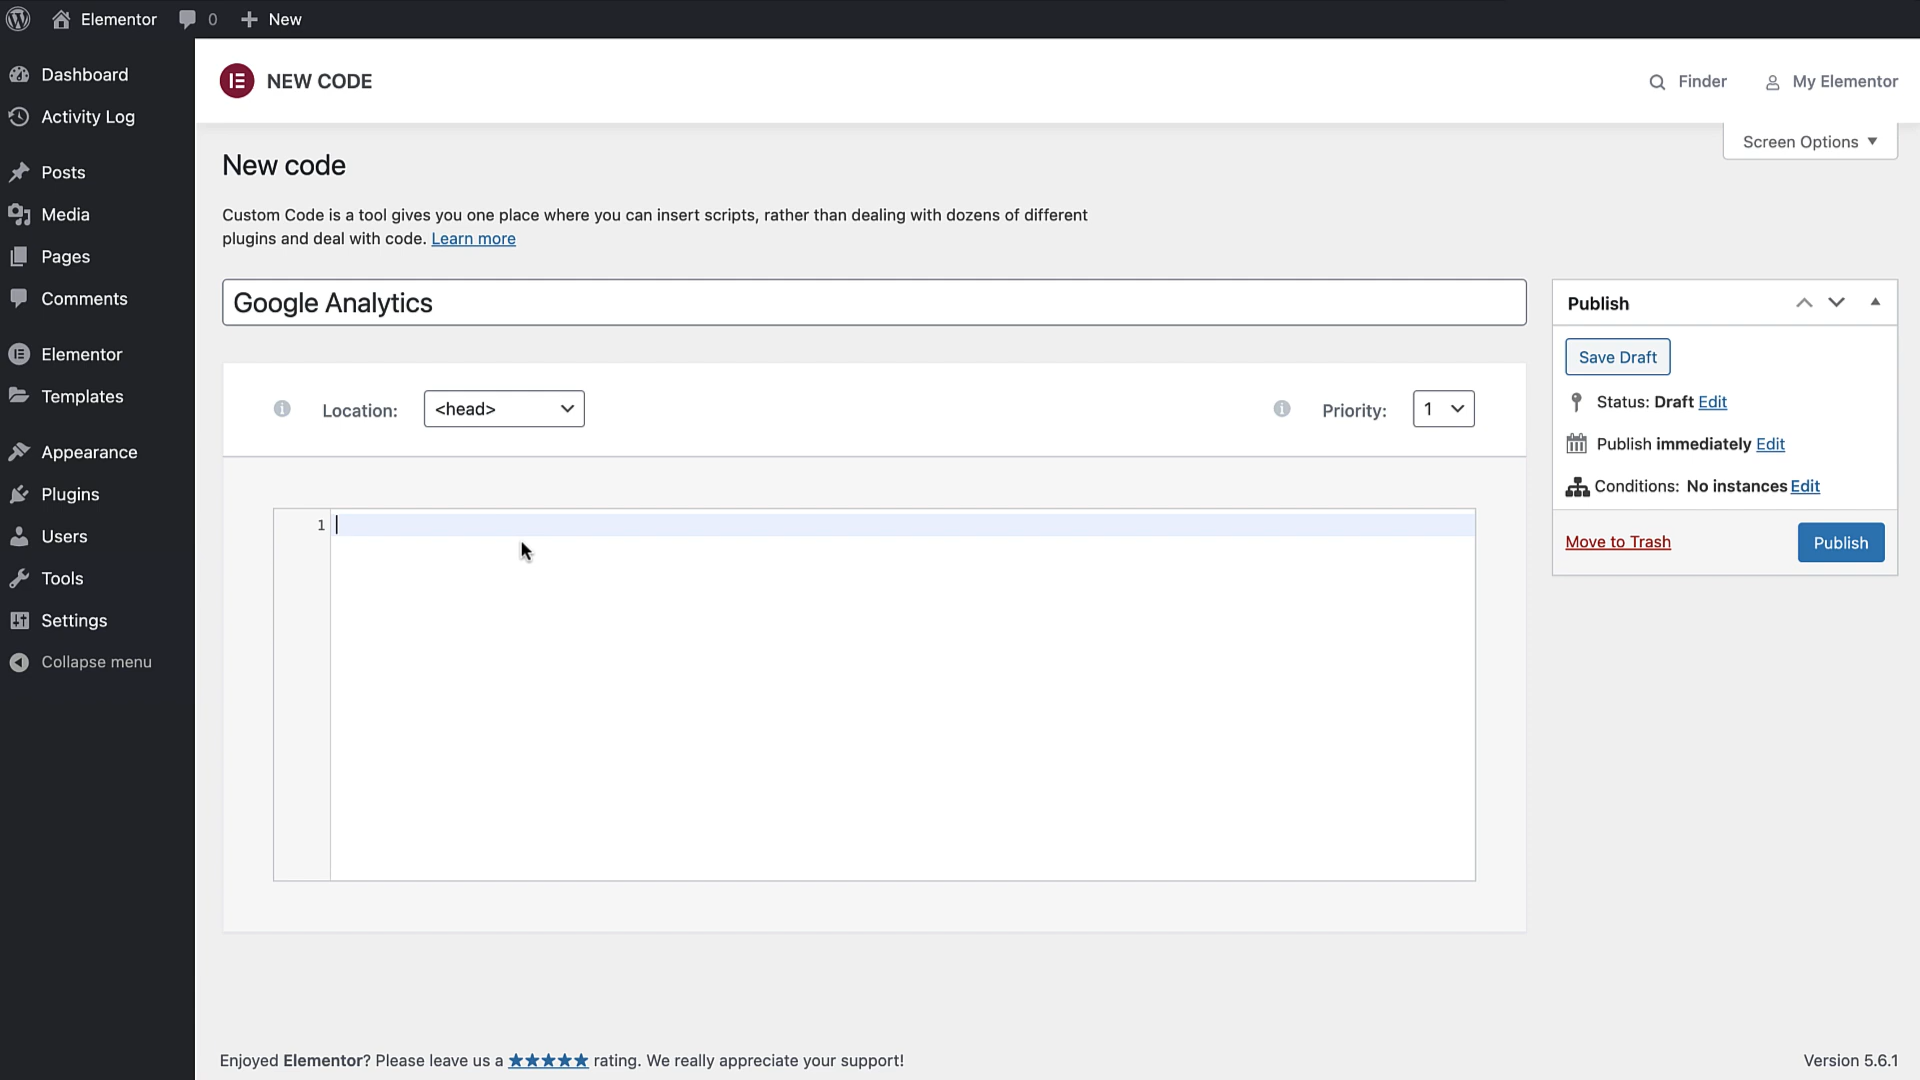 Elementor 0 New
Dashboard
Activity Log
Posts
Media
Pages
Comments
Elementor
Templates
Appearance
Plugins
Users
Tools
Settings
Collapse menu
NEW CODE
Finder My Elementor
Screen Options
New code
Custom Code is a tool gives you one place where you can insert scripts, rather than dealing with dozens of different
plugins and deal with code. Learn more
Google Analytics
Location: <head> Priority: 1
1
Publish
Save Draft
Status: Draft Edit
Publish immediately Edit
Conditions: No instances Edit
Move to Trash Publish
Enjoyed Elementor? Please leave us a ★★★★★ rating. We really appreciate your support!
Version 5.6.1